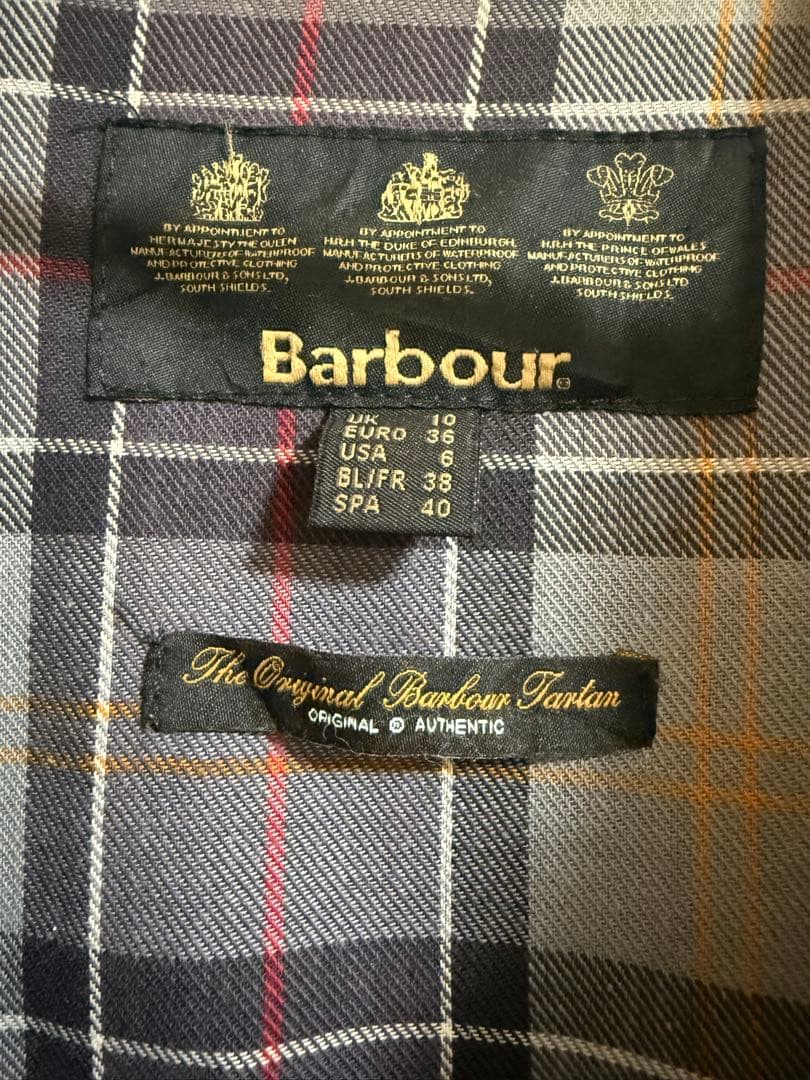 BY APPOINTMENT TO
HER MAJESTY THE QUEEN
MANUFACTURERS OF WATERPROOF
AND PROTECTIVE CLOTHING
J.BARBOUR & SONS LTD,
SOUTH SHIELDS.
BY APPOINTMENT TO
H.R.H THE DUKE OF EDINBURGH
MANUFACTURERS OF WATERPROOF
AND PROTECTIVE CLOTHING
J.BARBOUR & SONS LTD,
SOUTH SHIELDS.
BY APPOINTMENT TO
H.R.H THE PRINCE OF WALES
MANUFACTURERS OF WATERPROOF
AND PROTECTIVE CLOTHING
J.BARBOUR & SONS LTD
SOUTH SHIELDS.
Barbour
UK 10
EURO 36
USA 6
BL/FR 38
SPA 40
The Original Barbour Tartan
ORIGINAL ® AUTHENTIC